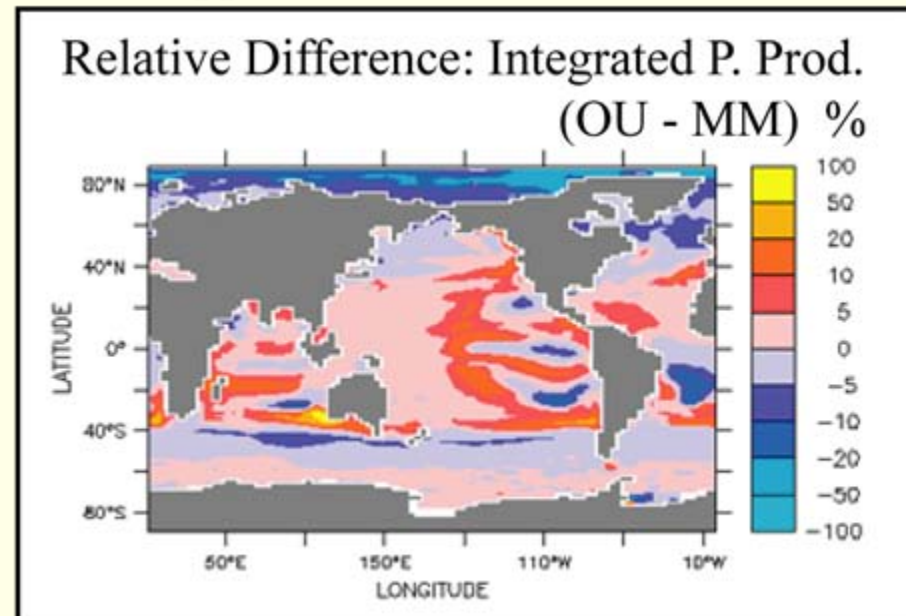 Relative Difference: Integrated P. Prod.
(OU - MM) %
80°N
40°N
0°
40°S
80°S
LATITUDE
50°E
150°E
110°W
10°W
LONGITUDE
100
50
20
10
5
0
-5
-10
-20
-50
-100